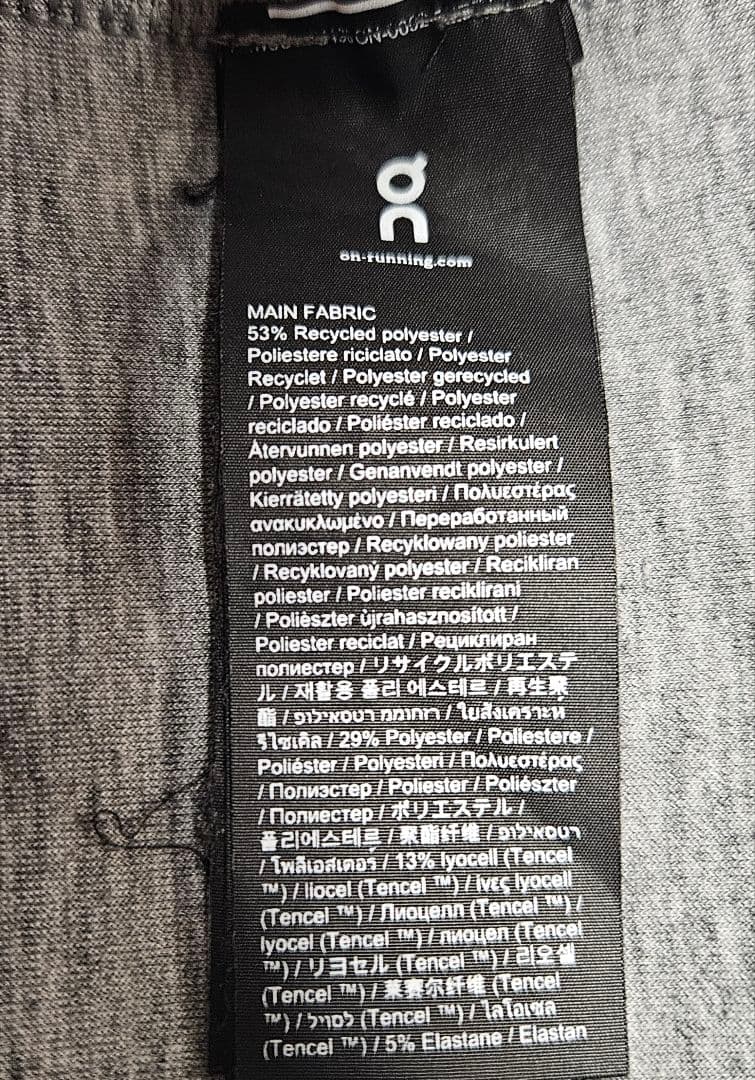 on
on-running.com
MAIN FABRIC
53% Recycled polyester /
Poliestere riciclato / Polyester
Recyclet / Polyester gerecycled
/ Polyester recyclé / Polyester
reciclado / Poliéster reciclado /
Återvunnen polyester / Resirkulert
polyester / Genanvendt polyester /
Kierrätetty polyesteri / Πολυεστέρας
ανακυκλωμένο / Переработанный
полиэстер / Recyklowany poliester
/ Recyklovaný polyester / Recikliran
poliester / Poliester reciklirani
/ Poliészter újrahasznosított /
Poliester reciclat / Рециклиран
полиестер / リサイクルポリエステ
ル / 재활용 폴리 에스테르 / 再生聚
酯 / רטסאילופ ממוחזר / ใยสังเคราะห์
รีไซเคิล / 29% Polyester / Poliestere /
Poliéster / Polyesteri / Πολυεστέρας
/ Полиэстер / Poliester / Poliészter
/ Полиестер / ポリエステル /
폴리에스테르 / 聚酯纤维 / רטסאילופ
/ โพลีเอสเตอร์ / 13% lyocell (Tencel
™) / liocel (Tencel ™) / ίνες lyocell
(Tencel ™) / Лиоцелл (Tencel ™) /
lyocel (Tencel ™) / лиоцел (Tencel
™) / リヨセル (Tencel ™) / 리오셀
(Tencel ™) / 莱赛尔纤维 (Tencel
™) / לסוייל (Tencel ™) / ไลโอเซล
(Tencel ™) / 5% Elastane / Elastan